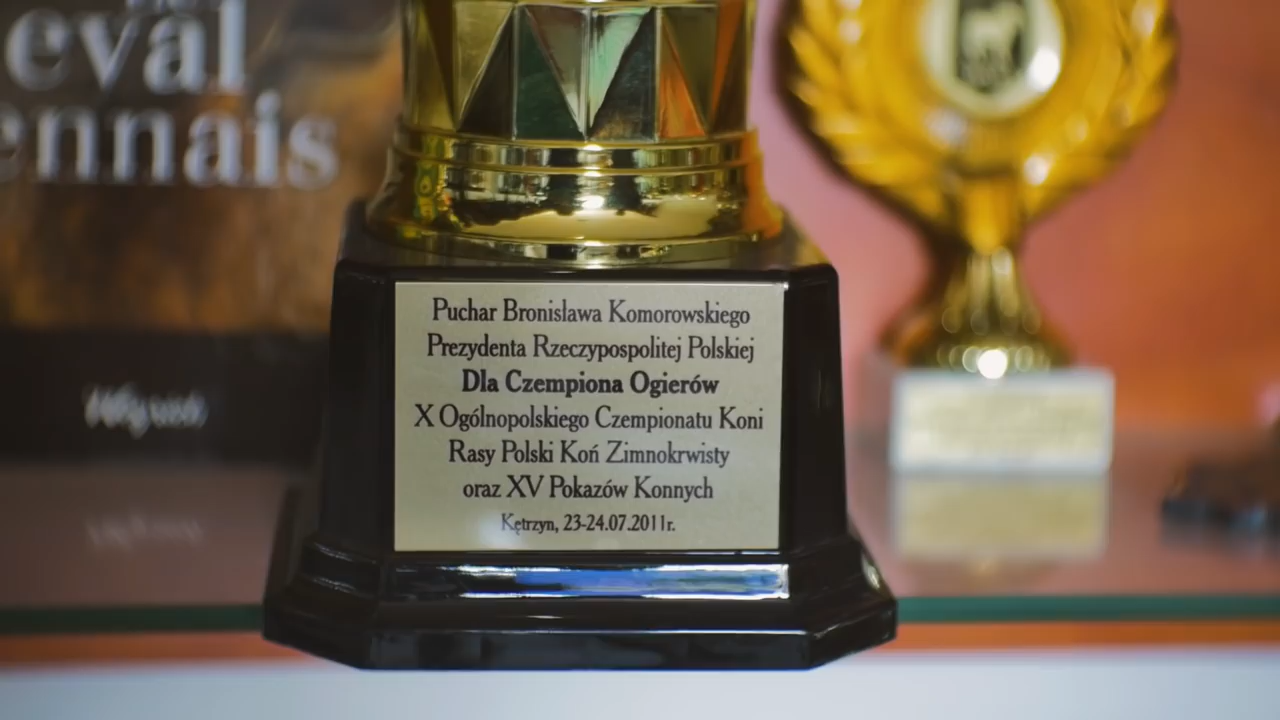 eval
ennais
Puchar Bronisława Komorowskiego
Prezydenta Rzeczypospolitej Polskiej
Dla Czempiona Ogierów
X Ogólnopolskiego Czempionatu Koni
Rasy Polski Koń Zimnokrwisty
oraz XV Pokazów Konnych
Kętrzyn, 23-24.07.2011r.